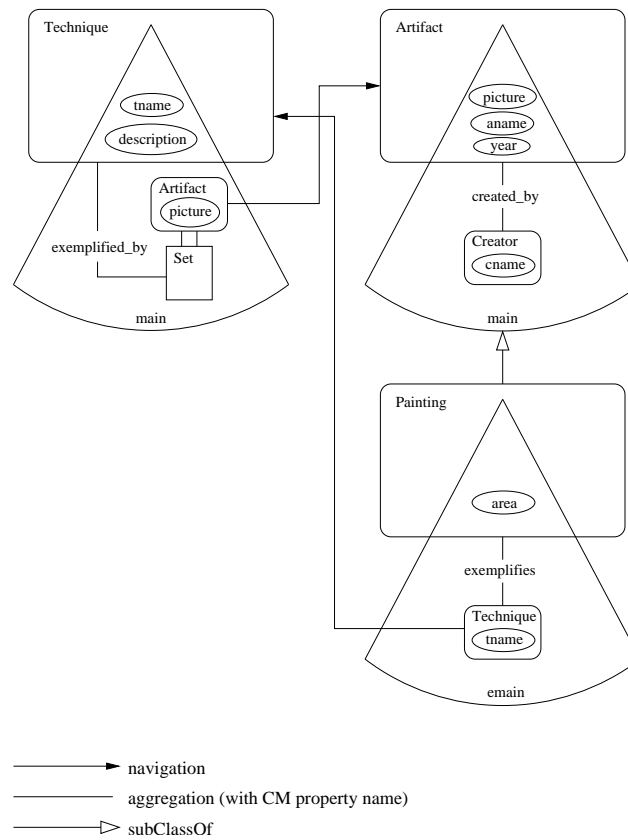 Technique
tname
description
Artifact
picture
exemplified_by
Set
main
Artifact
picture
aname
year
created_by
Creator
cname
main
Painting
area
exemplifies
Technique
tname
emain
navigation
aggregation (with CM property name)
subClassOf